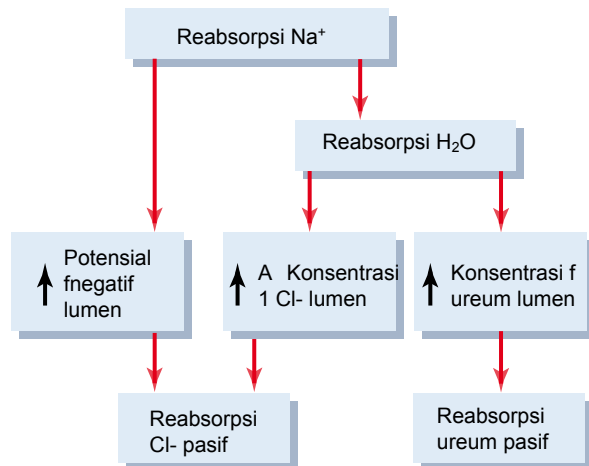 Reabsorpsi Na⁺
Reabsorpsi H₂O
Potensial
fnegatif
lumen
A Konsentrasi
1 Cl- lumen
Konsentrasi f
ureum lumen
Reabsorpsi
Cl- pasif
Reabsorpsi
ureum pasif